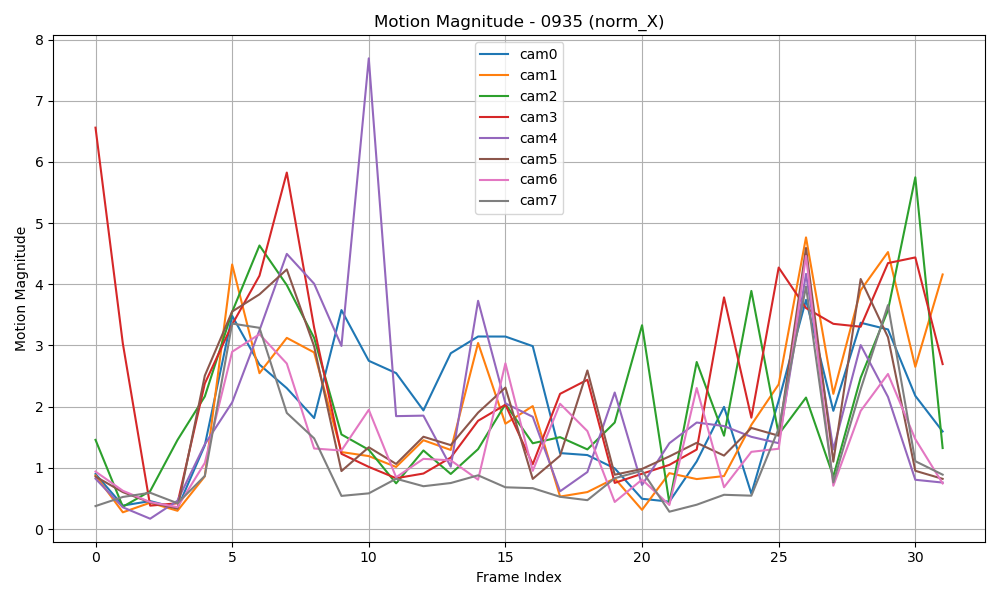 Motion Magnitude - 0935 (norm_X)
cam0
cam1
cam2
cam3
cam4
cam5
cam6
cam7
Motion Magnitude
8
7
6
5
4
3
2
1
0
0 5 10 15 20 25 30
Frame Index